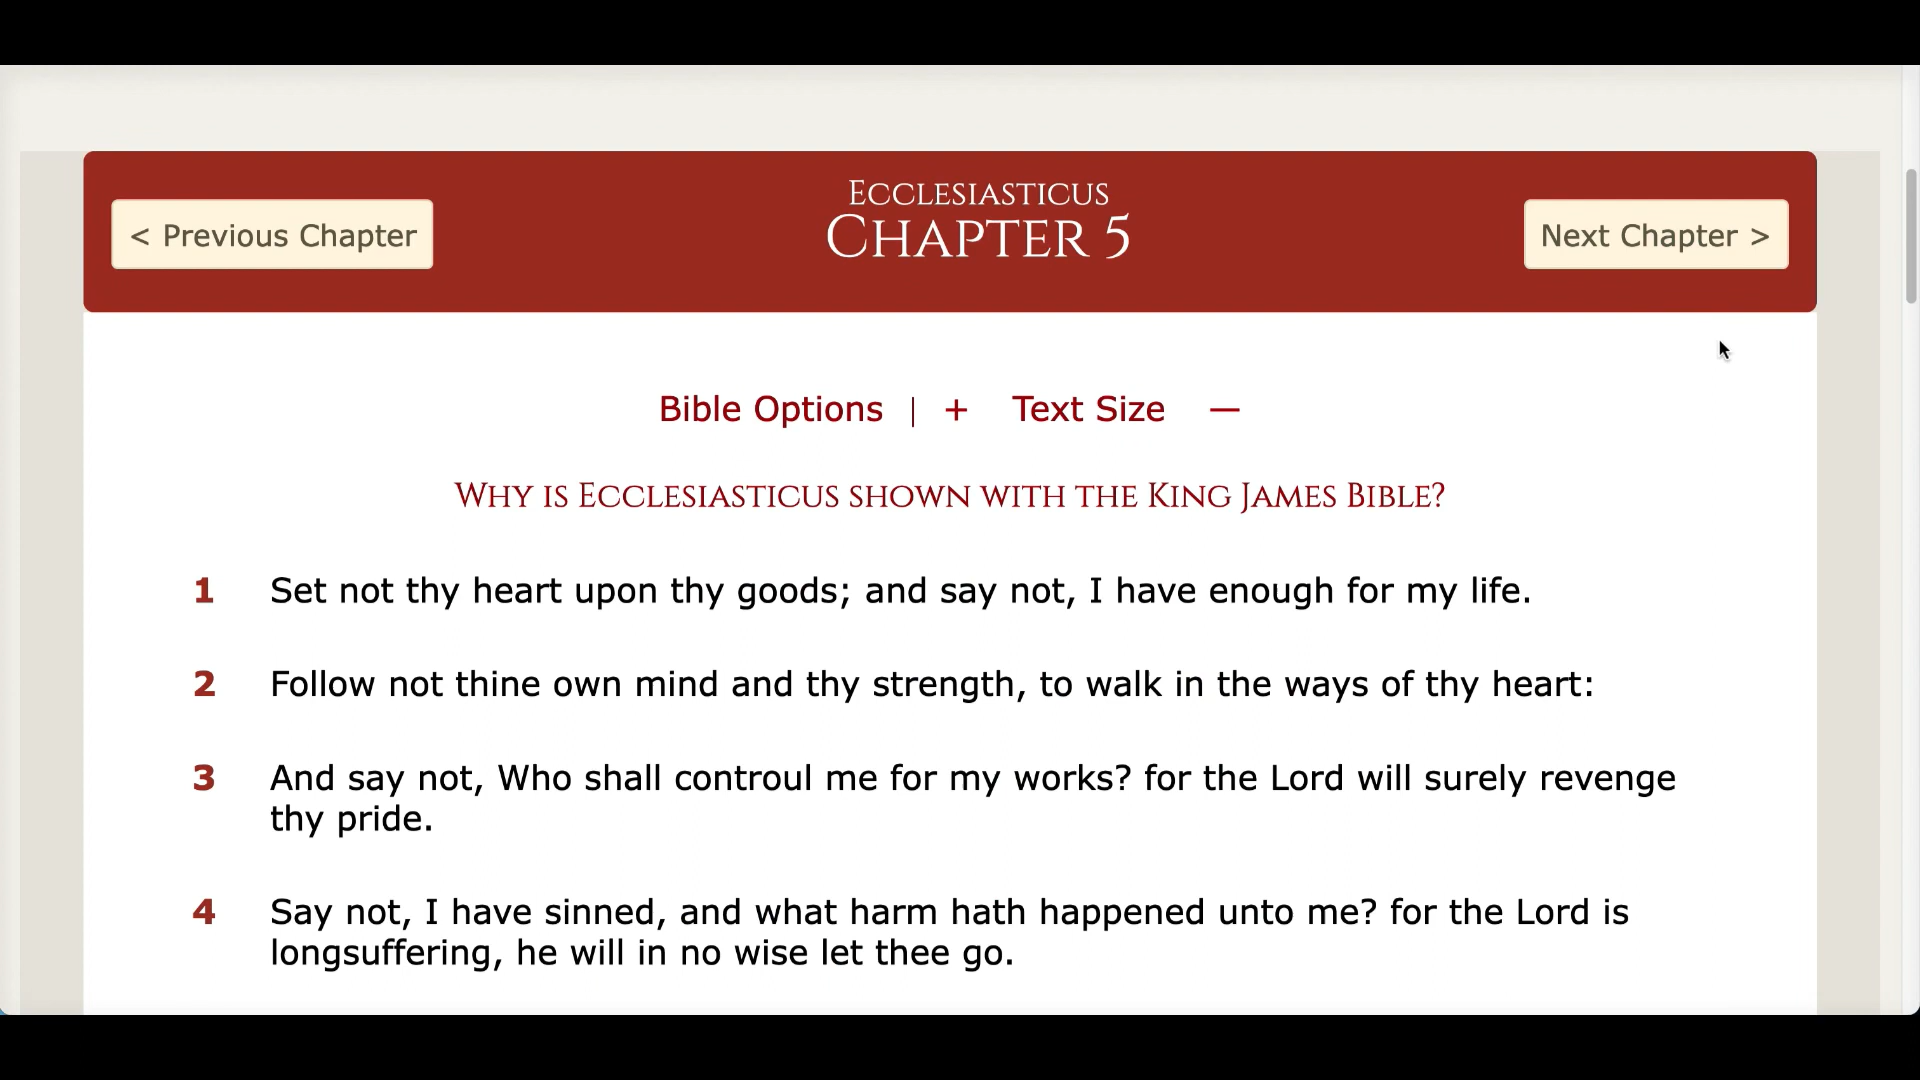 Ecclesiasticus
< Previous Chapter
Chapter 5
Next Chapter >
Bible Options | + Text Size —
Why is Ecclesiasticus shown with the King James Bible?
1 Set not thy heart upon thy goods; and say not, I have enough for my life.
2 Follow not thine own mind and thy strength, to walk in the ways of thy heart:
3 And say not, Who shall controul me for my works? for the Lord will surely revenge
thy pride.
4 Say not, I have sinned, and what harm hath happened unto me? for the Lord is
longsuffering, he will in no wise let thee go.